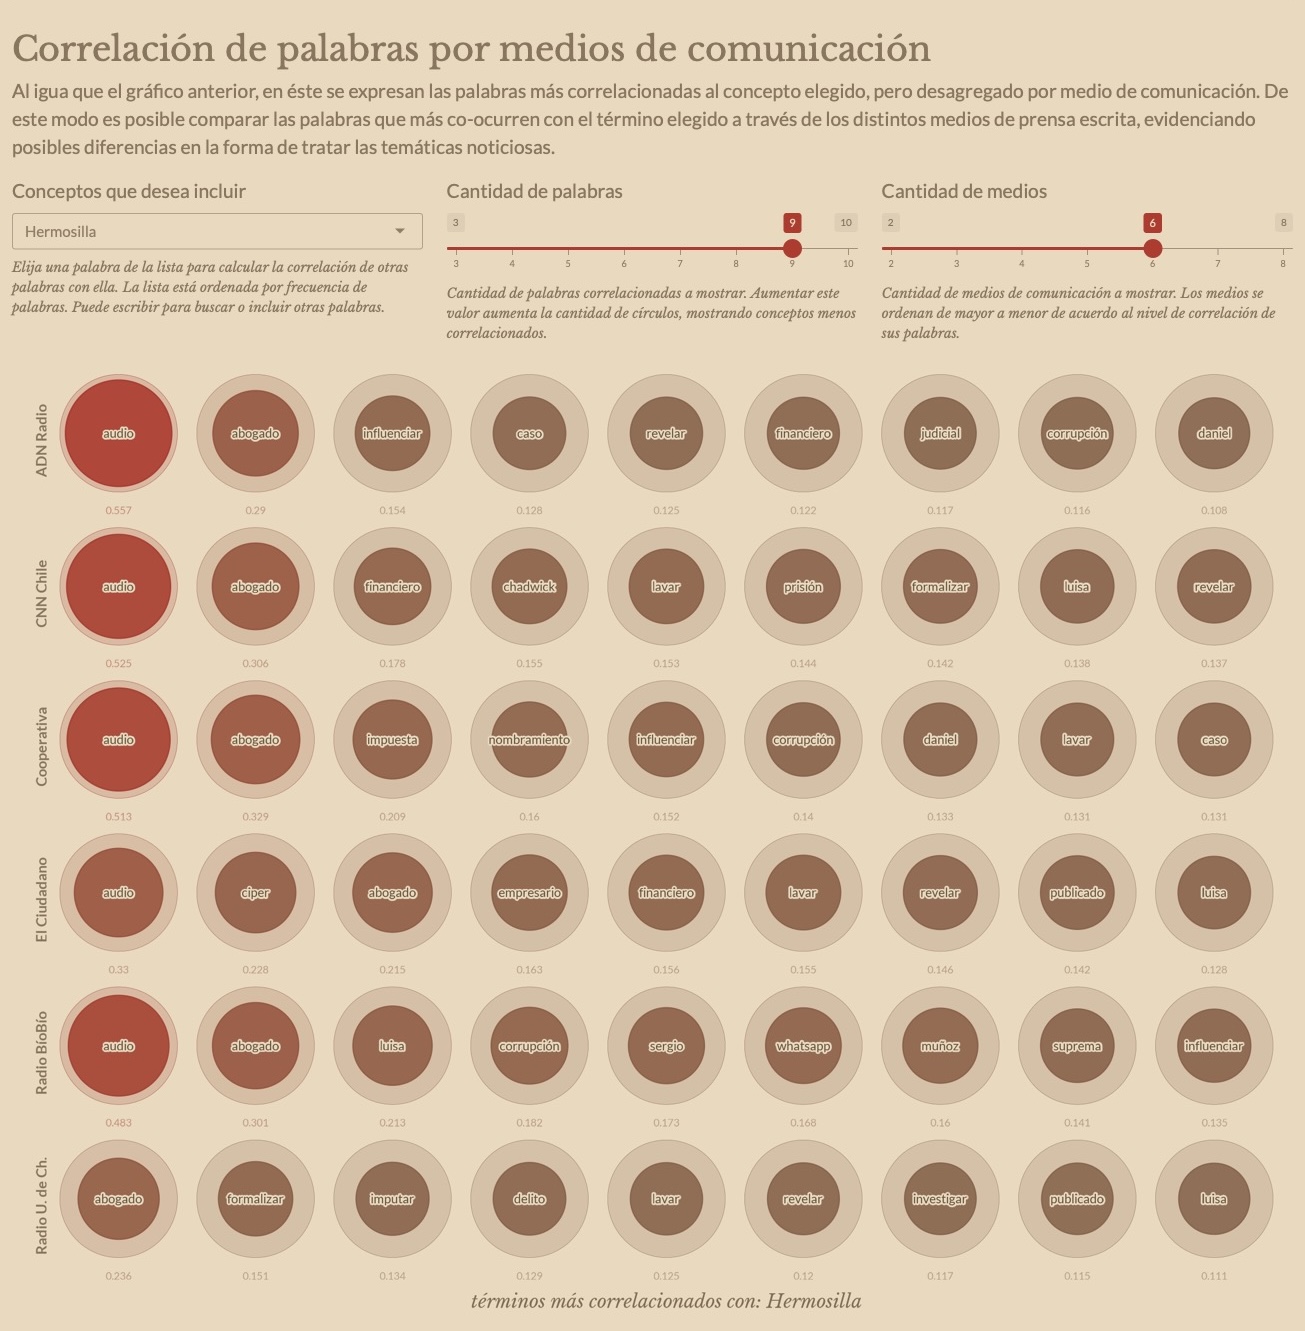 Correlación de palabras por medios de comunicación
Al igua que el gráfico anterior, en éste se expresan las palabras más correlacionadas al concepto elegido, pero desagregado por medio de comunicación. De
este modo es posible comparar las palabras que más co-ocurren con el término elegido a través de los distintos medios de prensa escrita, evidenciando
posibles diferencias en la forma de tratar las temáticas noticiosas.
Conceptos que desea incluir
Hermosilla
Elija una palabra de la lista para calcular la correlación de otras
palabras con ella. La lista está ordenada por frecuencia de
palabras. Puede escribir para buscar o incluir otras palabras.
Cantidad de palabras
3 9 10
3 4 5 6 7 8 9 10
Cantidad de palabras correlacionadas a mostrar. Aumentar este
valor aumenta la cantidad de círculos, mostrando conceptos menos
correlacionados.
Cantidad de medios
2 6 8
2 3 4 5 6 7 8
Cantidad de medios de comunicación a mostrar. Los medios se
ordenan de mayor a menor de acuerdo al nivel de correlación de
sus palabras.
ADN Radio
audio abogado influenciar caso revelar financiero judicial corrupción daniel
0.557 0.29 0.154 0.128 0.125 0.122 0.117 0.116 0.108
CNN Chile
audio abogado financiero chadwick lavar prisión formalizar luisa revelar
0.525 0.306 0.178 0.155 0.153 0.144 0.142 0.138 0.137
Cooperativa
audio abogado impuesta nombramiento influenciar corrupción daniel lavar caso
0.513 0.329 0.209 0.16 0.152 0.14 0.133 0.131 0.131
El Ciudadano
audio ciper abogado empresario financiero lavar revelar publicado luisa
0.33 0.228 0.215 0.163 0.156 0.155 0.146 0.142 0.128
Radio BíoBío
audio abogado luisa corrupción sergio whatsapp muñoz suprema influenciar
0.483 0.301 0.213 0.182 0.173 0.168 0.16 0.141 0.135
Radio U. de Ch.
abogado formalizar imputar delito lavar revelar investigar publicado luisa
0.236 0.151 0.134 0.129 0.125 0.12 0.117 0.115 0.111
términos más correlacionados con: Hermosilla